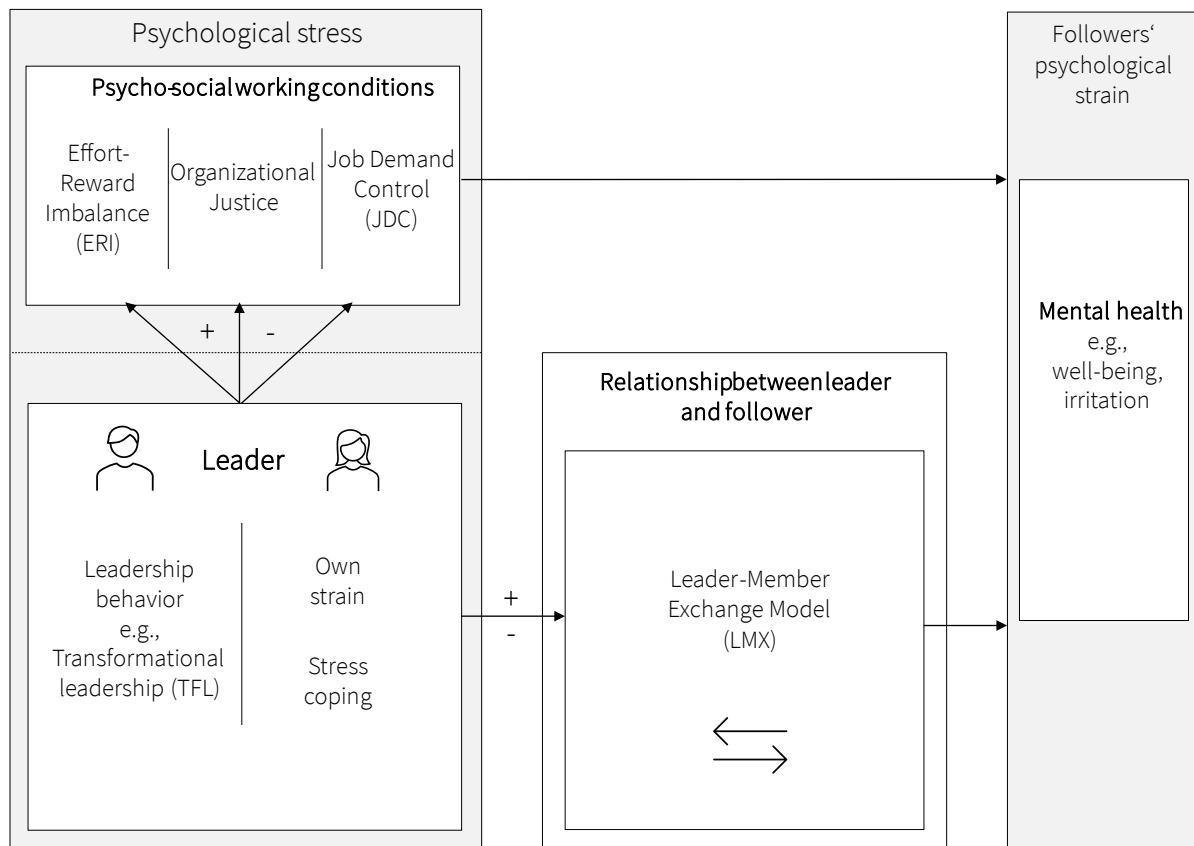 Psychological stress
Psycho-social working conditions
Effort-
Reward
Imbalance
(ERI)
Organizational
Justice
Job Demand
Control
(JDC)
+
-
Leader
Leadership
behavior
e.g.,
Transformational
leadership (TFL)
Own
strain
Stress
coping
+
-
Relationship between leader
and follower
Leader-Member
Exchange Model
(LMX)
Followers‘
psychological
strain
Mental health
e.g.,
well-being,
irritation